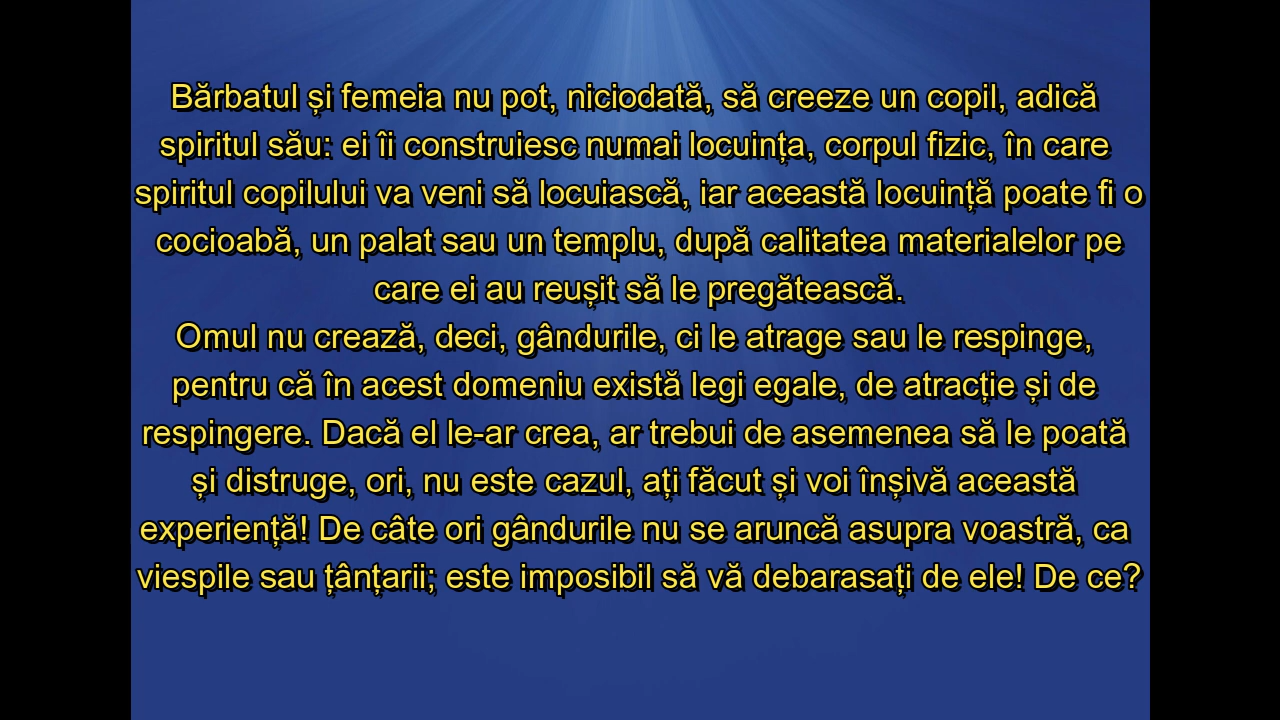 Bărbatul și femeia nu pot, niciodată, să creeze un copil, adică
spiritul său: ei îi construiesc numai locuința, corpul fizic, în care
spiritul copilului va veni să locuiască, iar această locuință poate fi o
cocioabă, un palat sau un templu, după calitatea materialelor pe
care ei au reușit să le pregătească.
Omul nu crează, deci, gândurile, ci le atrage sau le respinge,
pentru că în acest domeniu există legi egale, de atracție și de
respingere. Dacă el le-ar crea, ar trebui de asemenea să le poată
și distruge, ori, nu este cazul, ați făcut și voi înșivă această
experiență! De câte ori gândurile nu se aruncă asupra voastră, ca
viespile sau țânțarii; este imposibil să vă debarasați de ele! De ce?